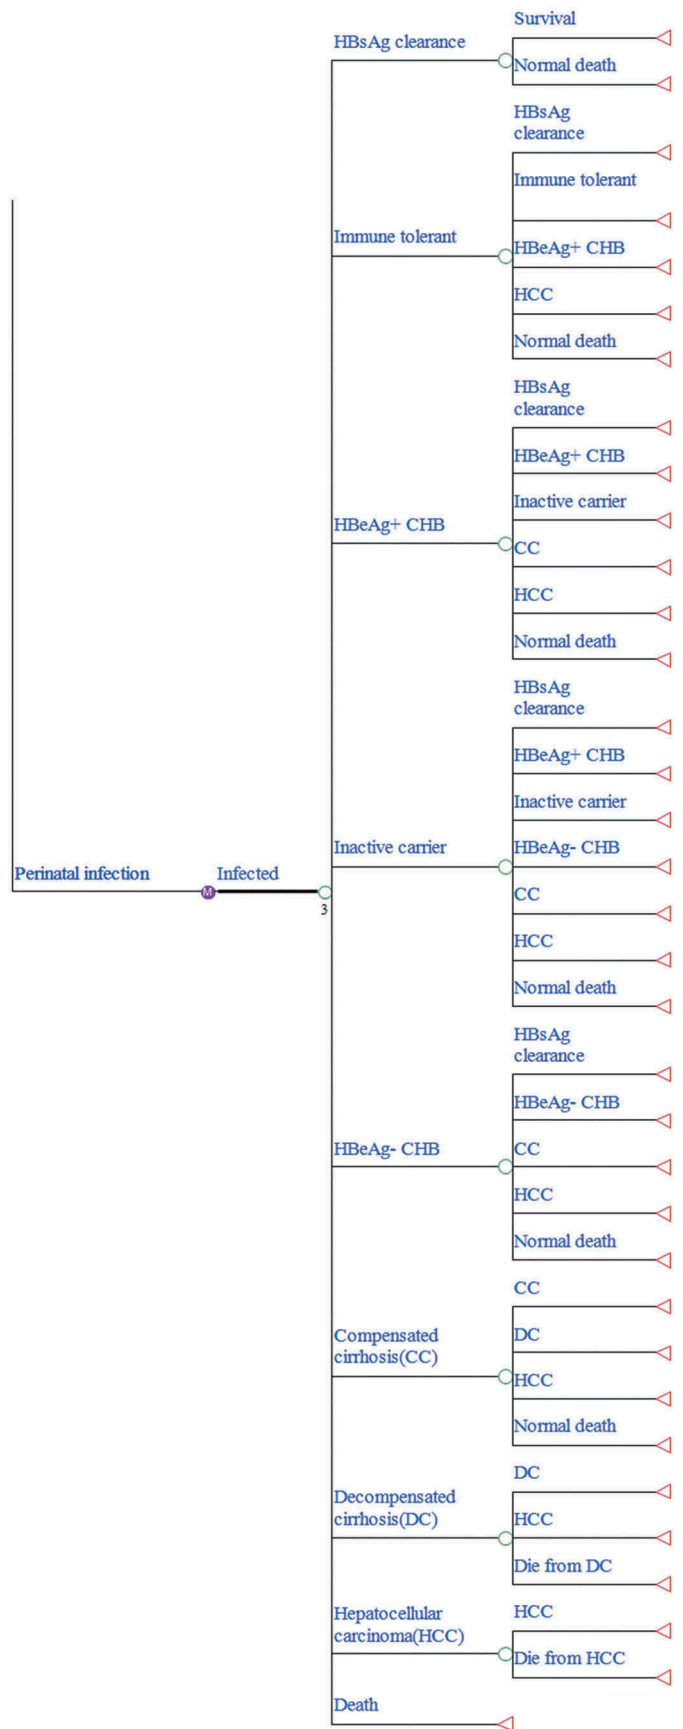 Survival
HBsAg clearance
Normal death
HBsAg
clearance
Immune tolerant
Immune tolerant
HBeAg+ CHB
HCC
Normal death
HBsAg
clearance
HBeAg+ CHB
Inactive carrier
HBeAg+ CHB
CC
HCC
Normal death
HBsAg
clearance
HBeAg+ CHB
Inactive carrier
Inactive carrier
HBeAg- CHB
Perinatal infection
M
Infected
3
CC
HCC
Normal death
HBsAg
clearance
HBeAg- CHB
HBeAg- CHB
CC
HCC
Normal death
CC
Compensated
cirrhosis(CC)
DC
HCC
Normal death
DC
Decompensated
cirrhosis(DC)
HCC
Die from DC
Hepatocellular
carcinoma(HCC)
HCC
Die from HCC
Death